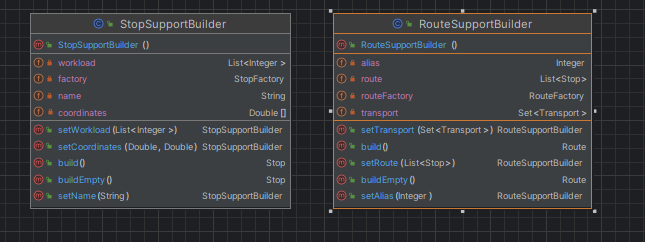 StopSupportBuilder
StopSupportBuilder ()
workload List<Integer >
factory StopFactory
name String
coordinates Double []
setWorkload (List<Integer >) StopSupportBuilder
setCoordinates (Double, Double) StopSupportBuilder
build() Stop
buildEmpty () Stop
setName (String ) StopSupportBuilder
RouteSupportBuilder
RouteSupportBuilder ()
alias Integer
route List<Stop>
routeFactory RouteFactory
transport Set <Transport >
setTransport (Set <Transport > ) RouteSupportBuilder
build() Route
setRoute (List<Stop>) RouteSupportBuilder
buildEmpty () Route
setAlias (Integer ) RouteSupportBuilder